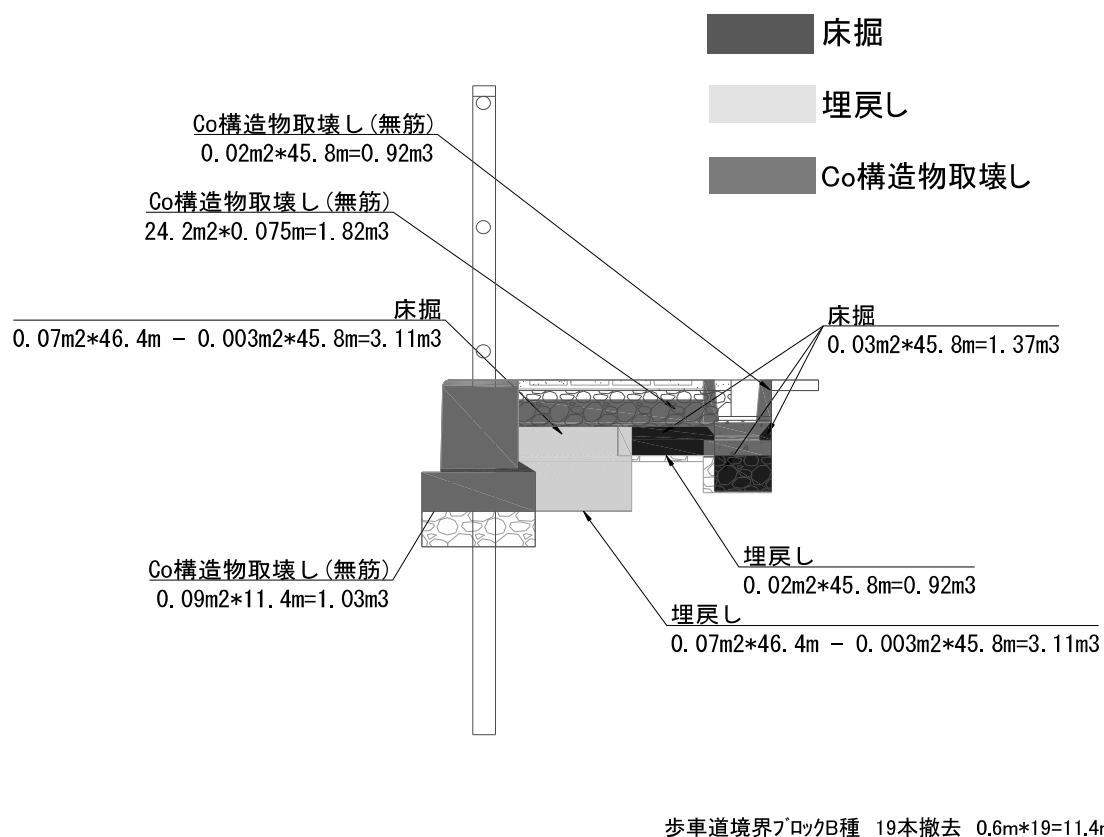 床掘
埋戻し
Co構造物取壊し
Co構造物取壊し(無筋)
0.02m2*45.8m=0.92m3
Co構造物取壊し(無筋)
24.2m2*0.075m=1.82m3
床掘
0.07m2*46.4m - 0.003m2*45.8m=3.11m3
床掘
0.03m2*45.8m=1.37m3
Co構造物取壊し(無筋)
0.09m2*11.4m=1.03m3
埋戻し
0.02m2*45.8m=0.92m3
埋戻し
0.07m2*46.4m - 0.003m2*45.8m=3.11m3
歩車道境界ブロックB種 19本撤去 0.6m*19=11.4